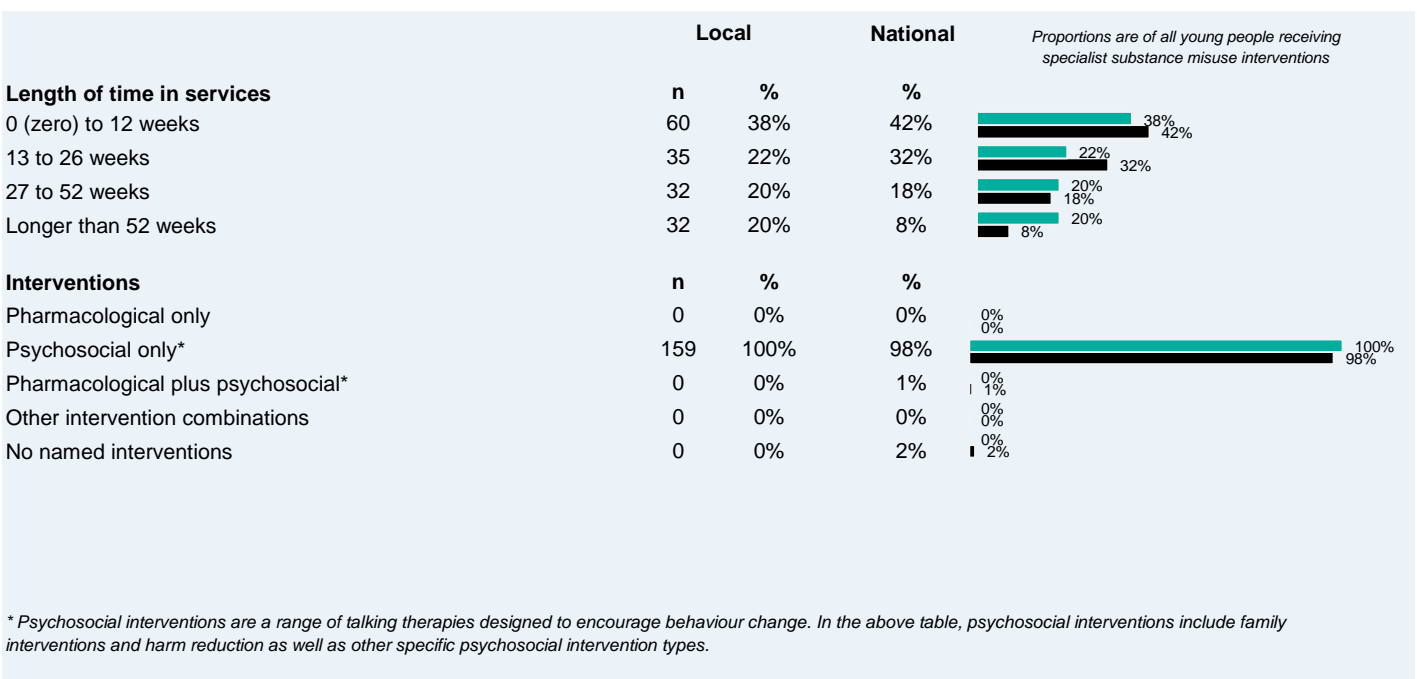 Local National Proportions are of all young people receiving
specialist substance misuse interventions
Length of time in services n % %
0 (zero) to 12 weeks 60 38% 42% 38%
42%
13 to 26 weeks 35 22% 32% 22%
32%
27 to 52 weeks 32 20% 18% 20%
18%
Longer than 52 weeks 32 20% 8% 20%
8%
Interventions n % %
Pharmacological only 0 0% 0% 0%
0%
Psychosocial only* 159 100% 98% 100%
98%
Pharmacological plus psychosocial* 0 0% 1% 0%
1%
Other intervention combinations 0 0% 0% 0%
0%
No named interventions 0 0% 2% 0%
2%
* Psychosocial interventions are a range of talking therapies designed to encourage behaviour change. In the above table, psychosocial interventions include family
interventions and harm reduction as well as other specific psychosocial intervention types.